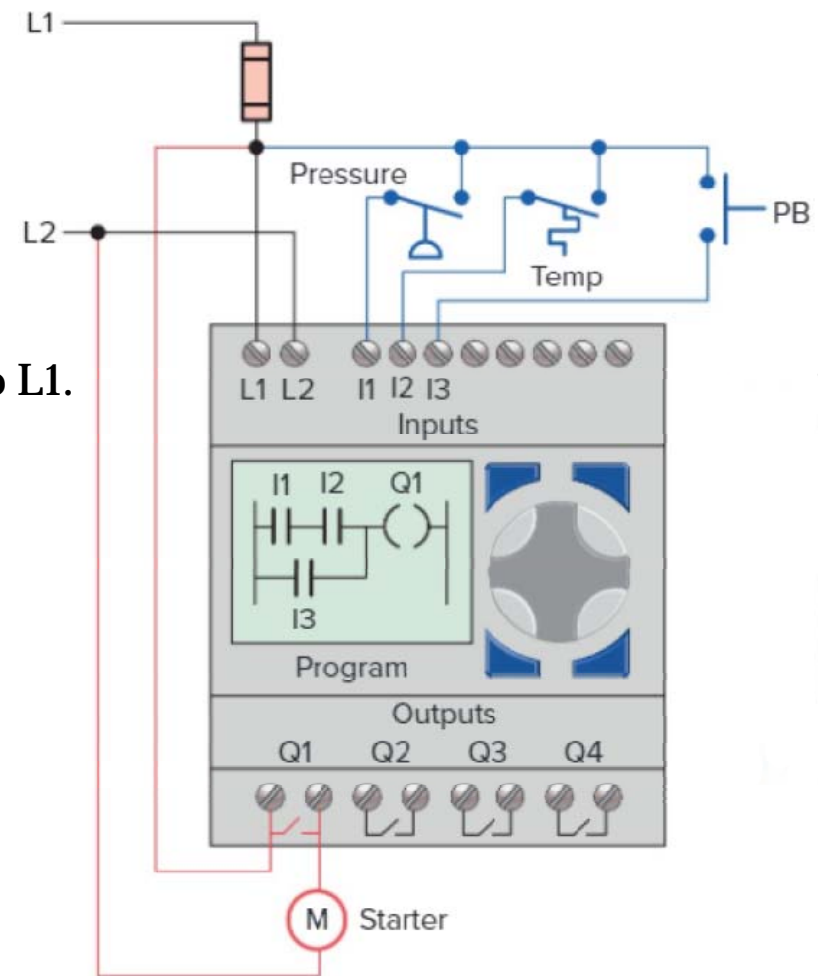 L1
Pressure
L2
PB
Temp
o L1.
L1 L2 I1 I2 I3
Inputs
I1 I2 Q1
I3
Program
Outputs
Q1 Q2 Q3 Q4
M Starter